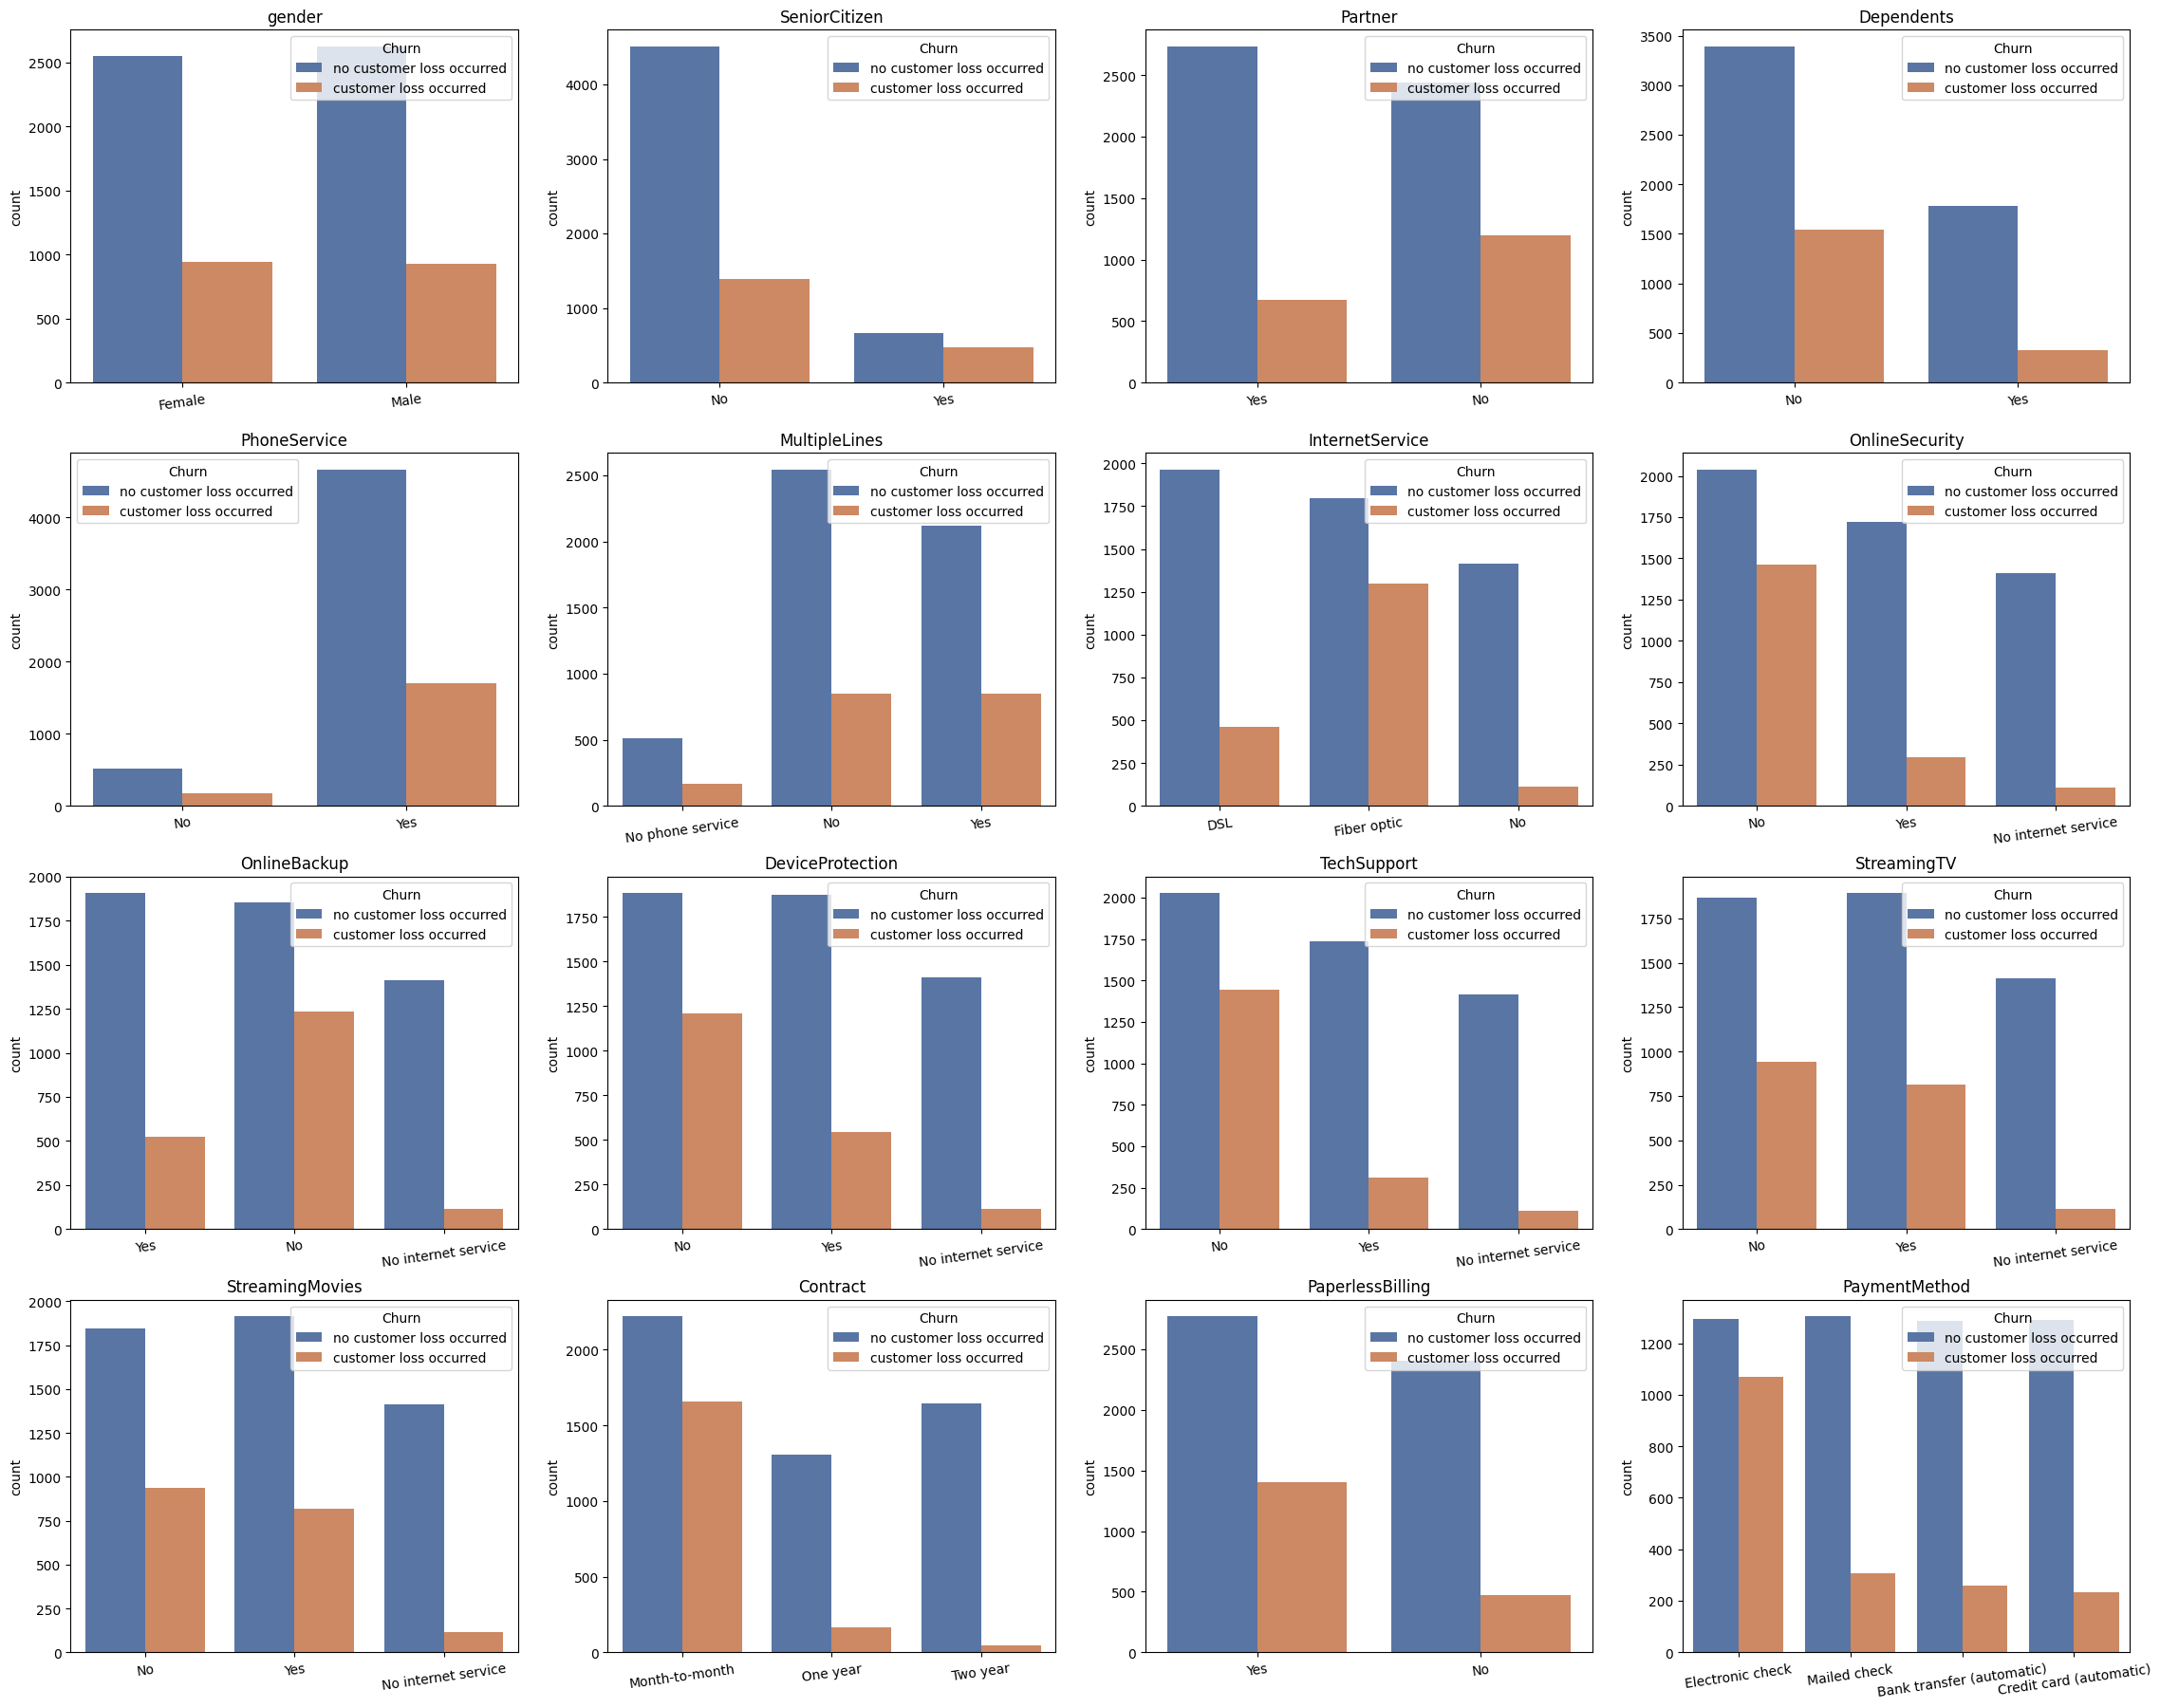 gender
Churn
no customer loss occurred
customer loss occurred
count
2500
2000
1500
1000
500
0
Female
Male
SeniorCitizen
Churn
no customer loss occurred
customer loss occurred
count
4000
3000
2000
1000
0
No
Yes
Partner
Churn
no customer loss occurred
customer loss occurred
count
2500
2000
1500
1000
500
0
Yes
No
Dependents
Churn
no customer loss occurred
customer loss occurred
count
3500
3000
2500
2000
1500
1000
500
0
No
Yes
PhoneService
Churn
no customer loss occurred
customer loss occurred
count
4000
3000
2000
1000
0
No
Yes
MultipleLines
Churn
no customer loss occurred
customer loss occurred
count
2500
2000
1500
1000
500
0
No phone service
No
Yes
InternetService
Churn
no customer loss occurred
customer loss occurred
count
2000
1750
1500
1250
1000
750
500
250
0
DSL
Fiber optic
No
OnlineSecurity
Churn
no customer loss occurred
customer loss occurred
count
2000
1750
1500
1250
1000
750
500
250
0
No
Yes
No internet service
OnlineBackup
Churn
no customer loss occurred
customer loss occurred
count
2000
1750
1500
1250
1000
750
500
250
0
Yes
No
No internet service
DeviceProtection
Churn
no customer loss occurred
customer loss occurred
count
1750
1500
1250
1000
750
500
250
0
No
Yes
No internet service
TechSupport
Churn
no customer loss occurred
customer loss occurred
count
2000
1750
1500
1250
1000
750
500
250
0
No
Yes
No internet service
StreamingTV
Churn
no customer loss occurred
customer loss occurred
count
1750
1500
1250
1000
750
500
250
0
No
Yes
No internet service
StreamingMovies
Churn
no customer loss occurred
customer loss occurred
count
2000
1750
1500
1250
1000
750
500
250
0
No
Yes
No internet service
Contract
Churn
no customer loss occurred
customer loss occurred
count
2000
1500
1000
500
0
Month-to-month
One year
Two year
PaperlessBilling
Churn
no customer loss occurred
customer loss occurred
count
2500
2000
1500
1000
500
0
Yes
No
PaymentMethod
Churn
no customer loss occurred
customer loss occurred
count
1200
1000
800
600
400
200
0
Electronic check
Mailed check
Bank transfer (automatic)
Credit card (automatic)